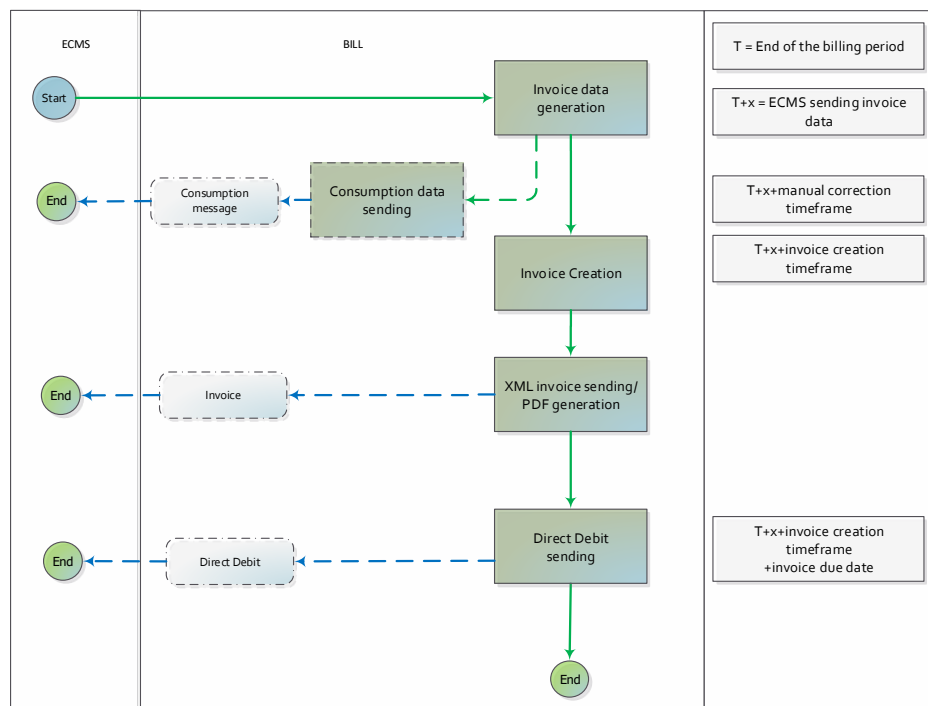 ECMS
BILL
T = End of the billing period
Start
Invoice data
generation
T+x = ECMS sending invoice
data
End
Consumption
message
Consumption data
sending
T+x+manual correction
timeframe
Invoice Creation
T+x+invoice creation
timeframe
End
Invoice
XML invoice sending/
PDF generation
End
Direct Debit
Direct Debit
sending
T+x+invoice creation
timeframe
+invoice due date
End